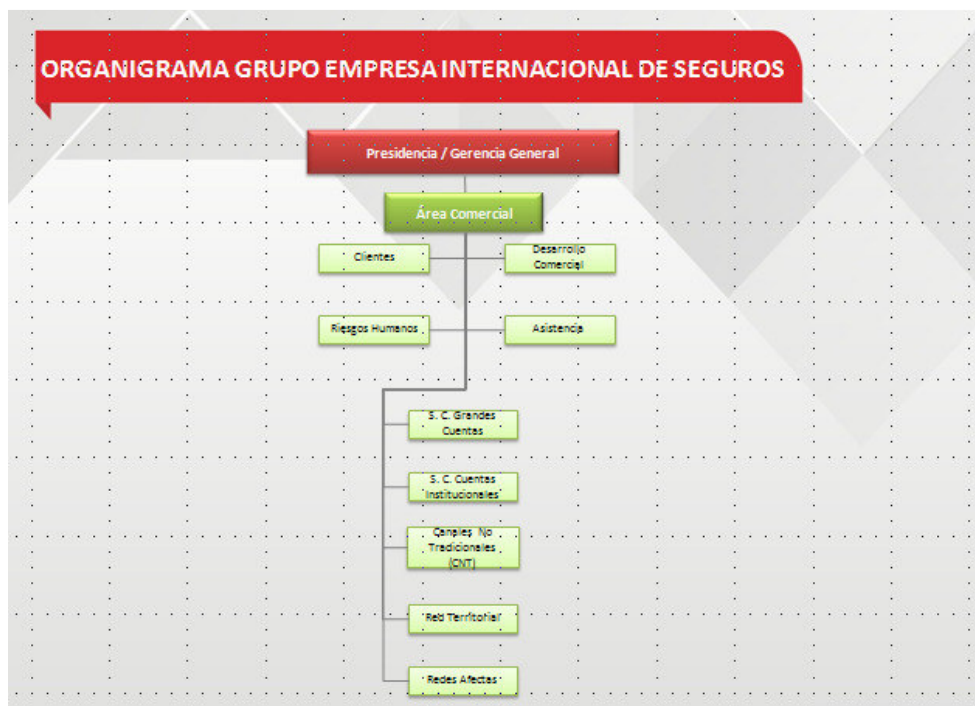 ORGANIGRAMA GRUPO EMPRESA INTERNACIONAL DE SEGUROS
Presidencia / Gerencia General
Área Comercial
Clientes
Desarrollo
Comercial
Riesgos Humanos
Asistencia
S. C. Grandes
Cuentas
S. C. Cuentas
Institucionales
Canales No
Tradicionales
(CNT)
Red Territorial
Redes Afectas